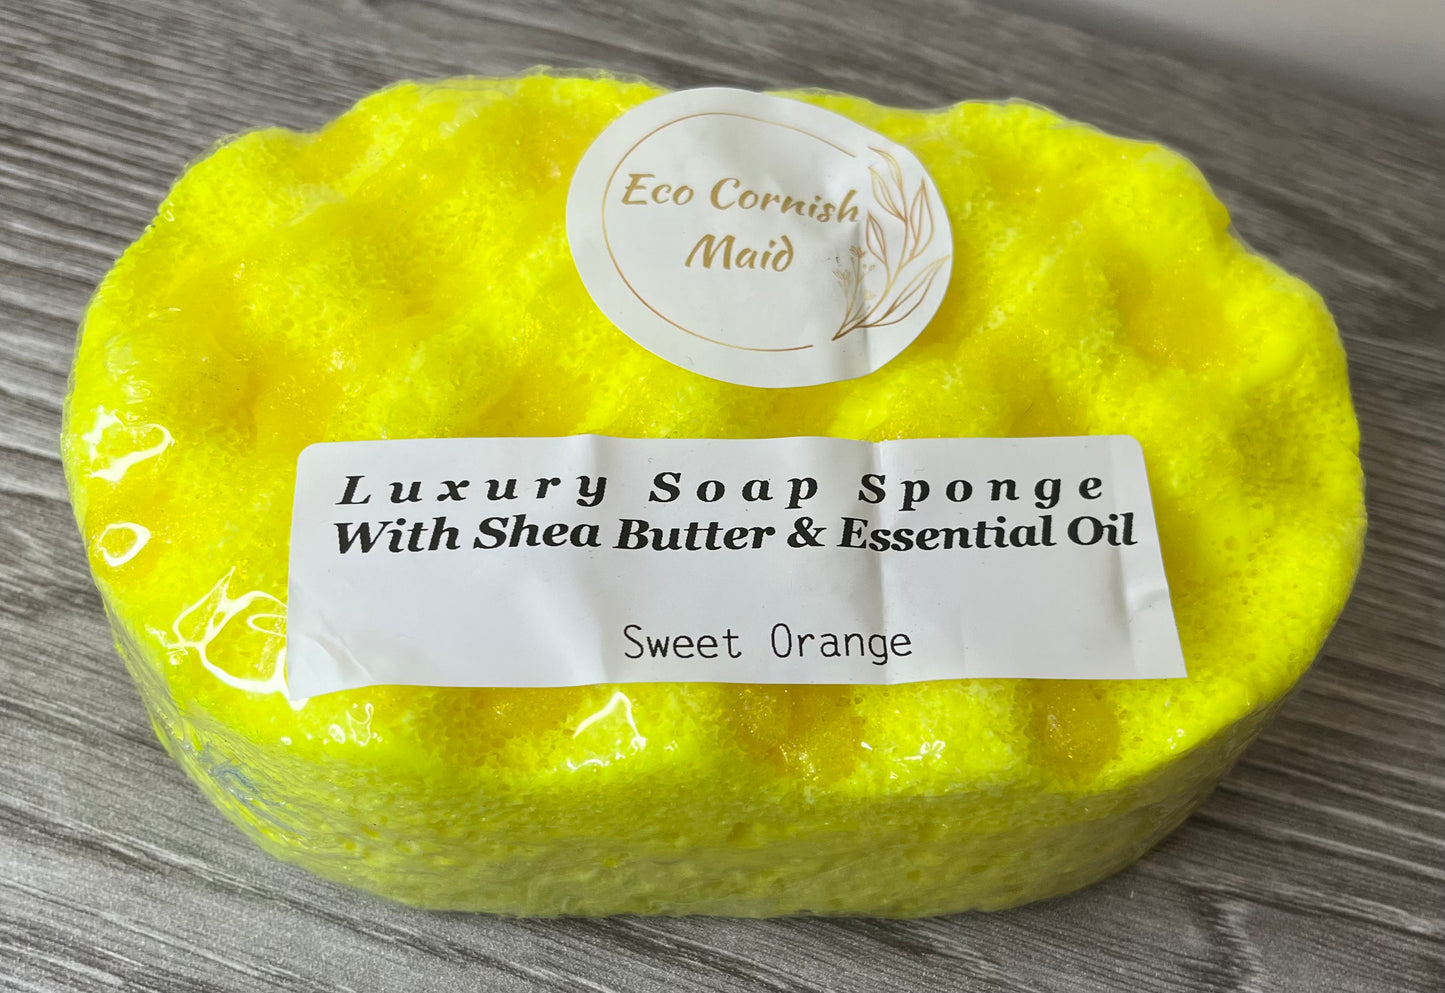 Eco Cornish
Maid
Luxury Soap Sponge
With Shea Butter & Essential Oil
Sweet Orange